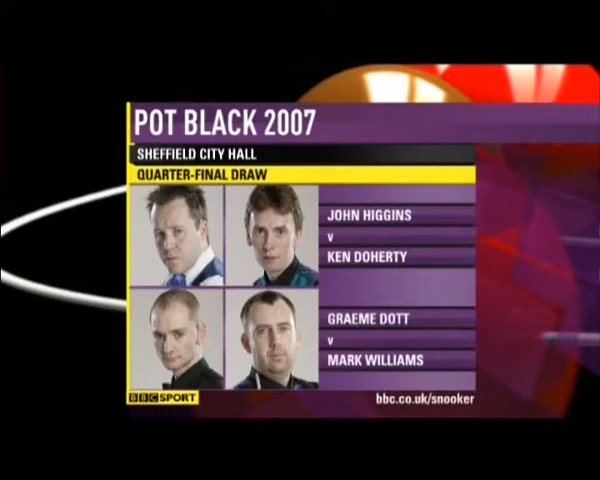 POT BLACK 2007
SHEFFIELD CITY HALL
QUARTER-FINAL DRAW
JOHN HIGGINS
v
KEN DOHERTY
GRAEME DOTT
v
MARK WILLIAMS
BBC SPORT
bbc.co.uk/snooker